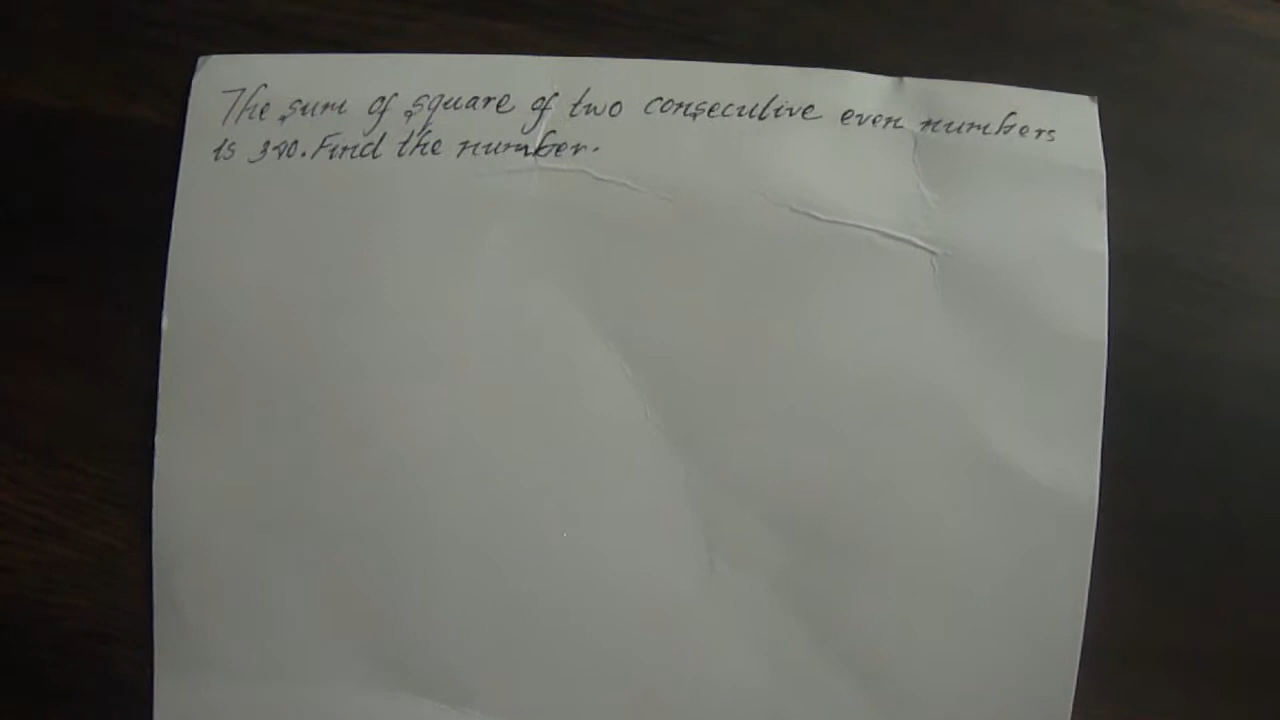 The sum of square of two consecutive even numbers
is 340. Find the number.